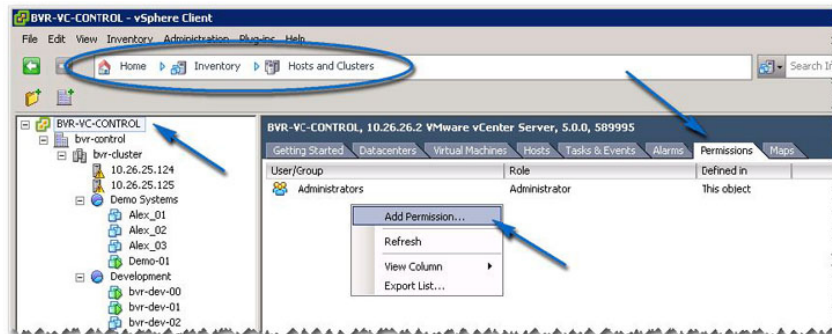 BVR-VC-CONTROL - vSphere Client
File Edit View Inventory Administration Plug-ins Help
Home Inventory Hosts and Clusters
Search
BVR-VC-CONTROL
bvr-control
bvr-cluster
10.26.25.124
10.26.25.125
Demo Systems
Alex_01
Alex_02
Alex_03
Demo-01
Development
bvr-dev-00
bvr-dev-01
bvr-dev-02
BVR-VC-CONTROL, 10.26.26.2 VMware vCenter Server, 5.0.0, 589995
Getting Started Datacenters Virtual Machines Hosts Tasks & Events Alarms Permissions Maps
User/Group Role Defined in
Administrators Administrator This object
Add Permission...
Refresh
View Column
Export List...